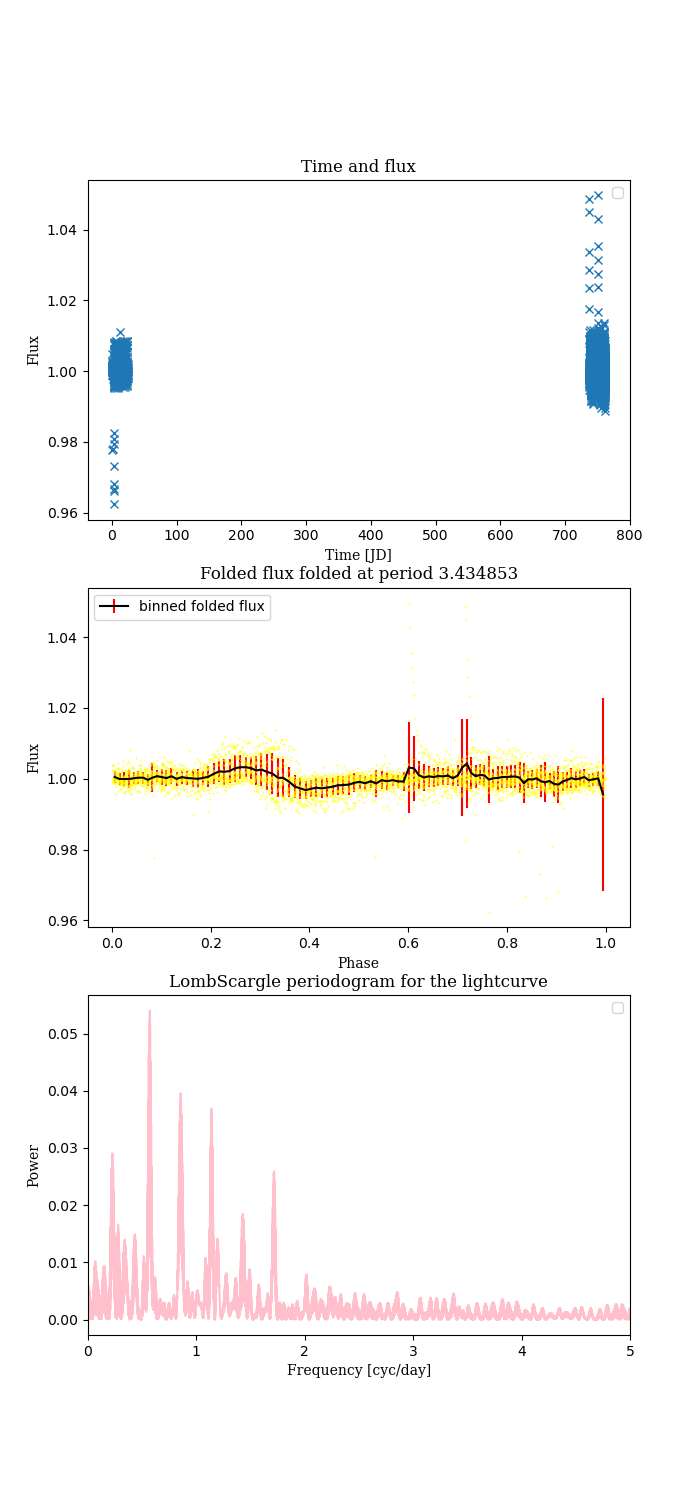 Time and flux
1.04
1.02
1.00
0.98
0.96
Flux
0 100 200 300 400 500 600 700 800
Time [JD]
Folded flux folded at period 3.434853
binned folded flux
1.04
1.02
1.00
0.98
0.96
Flux
0.0 0.2 0.4 0.6 0.8 1.0
Phase
LombScargle periodogram for the lightcurve
0.05
0.04
0.03
0.02
0.01
0.00
Power
0 1 2 3 4 5
Frequency [cyc/day]